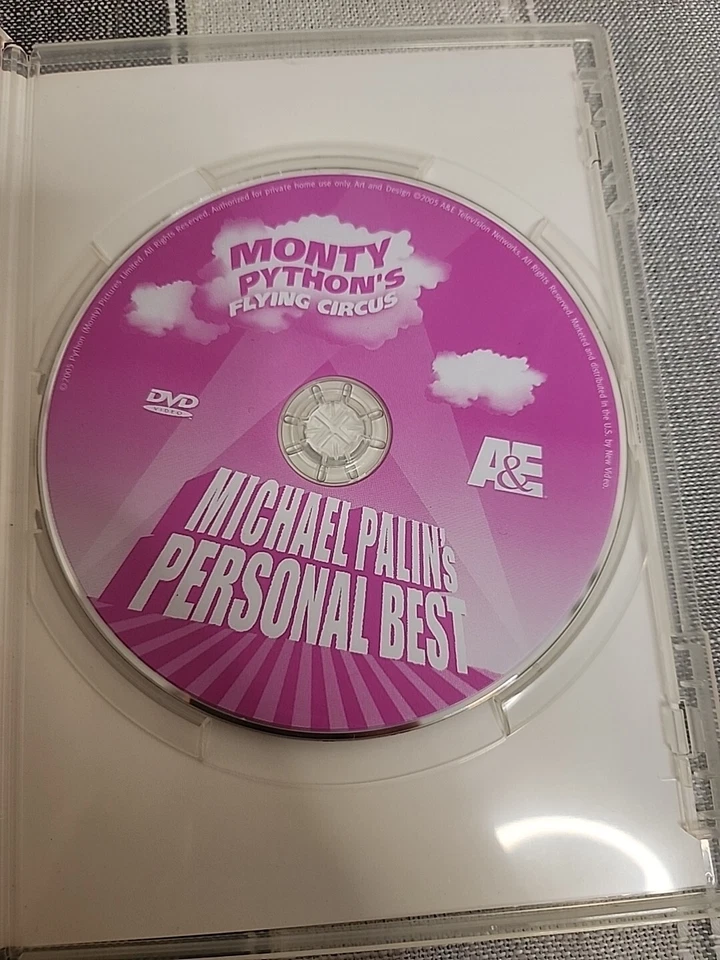 ©2005 Python (Monty) Pictures Limited. All Rights Reserved. Authorised for private home use only. Art and Design ©2005 A&E Television Networks. All Rights Reserved. Marketed and distributed in the U.S. by New Video.
MONTY
PYTHON'S
FLYING CIRCUS
DVD
VIDEO
A&E
MICHAEL PALIN'S
PERSONAL BEST